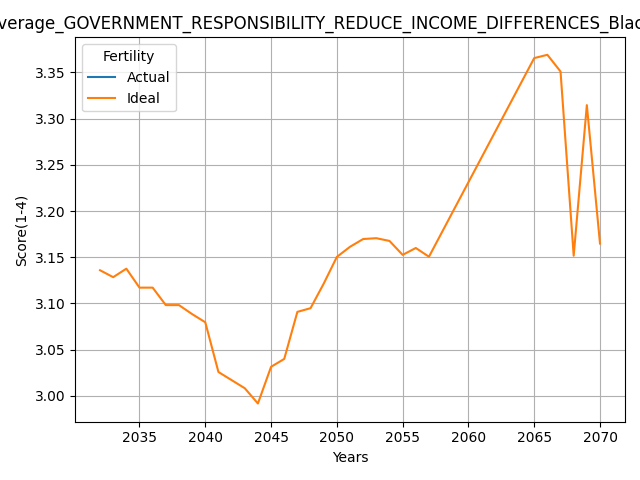 verage_GOVERNMENT_RESPONSIBILITY_REDUCE_INCOME_DIFFERENCES_Blac
Fertility
Actual
Ideal
3.35
3.30
3.25
3.20
3.15
3.10
3.05
3.00
Score(1-4)
2035 2040 2045 2050 2055 2060 2065 2070
Years